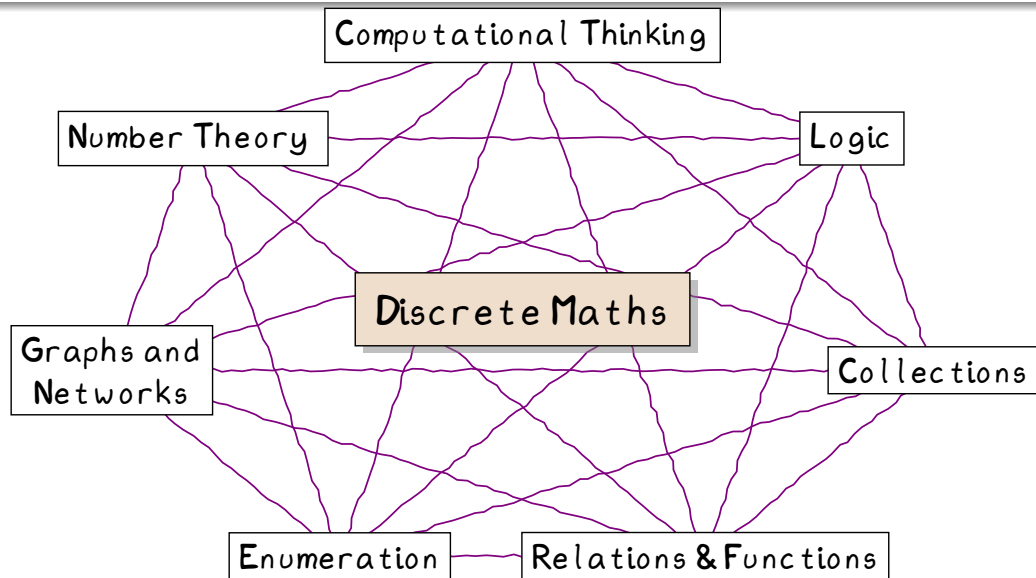 Computational Thinking
Number Theory
Logic
Discrete Maths
Graphs and
Networks
Collections
Enumeration
Relations & Functions